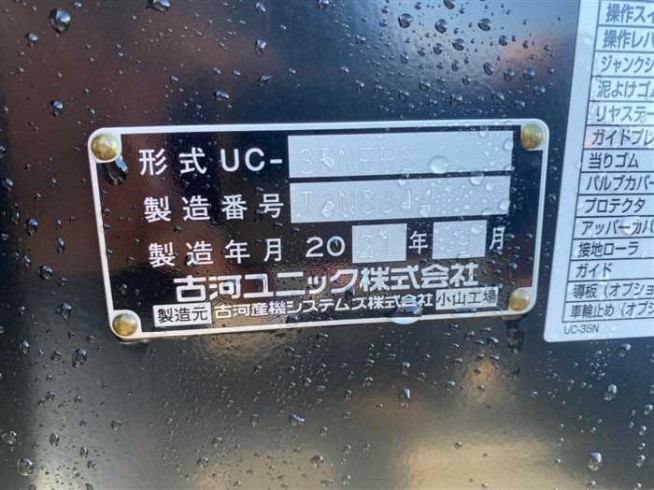 形式 UC-
製造番号
製造年月 2021年 月
古河ユニック株式会社
製造元 古河産機システムズ株式会社 小山工場
操作スイ
操作レバ
ジャンクシ
泥よけゴム
リヤステー
ガイドプレ
当りゴム
バルブカバー
プロテクタ
アッパーカバ
接地ローラ
ガイド
導板(オプショ
車輪止め(オプシ
UC-35N